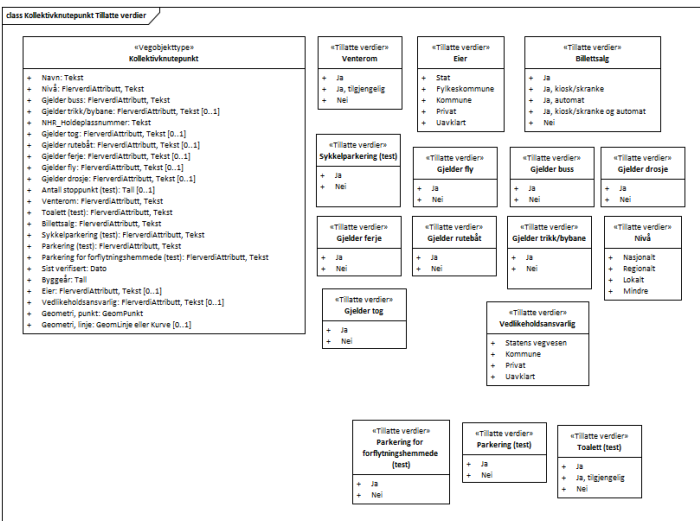 class Kollektivknutepunkt Tillatte verdier
«Vegobjekttype»
Kollektivknutepunkt
+ Navn: Tekst
+ Nivå: FlerverdiAttributt, Tekst
+ Gjelder buss: FlerverdiAttributt, Tekst
+ Gjelder trikk/bybane: FlerverdiAttributt, Tekst [0..1]
+ NHR_Holdeplassnummer: Tekst
+ Gjelder tog: FlerverdiAttributt, Tekst [0..1]
+ Gjelder rutebåt: FlerverdiAttributt, Tekst [0..1]
+ Gjelder ferje: FlerverdiAttributt, Tekst [0..1]
+ Gjelder fly: FlerverdiAttributt, Tekst [0..1]
+ Gjelder drosje: FlerverdiAttributt, Tekst [0..1]
+ Antall stoppunkt (test): Tall [0..1]
+ Venterom: FlerverdiAttributt, Tekst
+ Toalett (test): FlerverdiAttributt, Tekst
+ Billettsalg: FlerverdiAttributt, Tekst
+ Sykkelparkering (test): FlerverdiAttributt, Tekst
+ Parkering (test): FlerverdiAttributt, Tekst
+ Parkering for forflytningshemmede (test): FlerverdiAttributt, Tekst
+ Sist verifisert: Dato
+ Byggeår: Tall
+ Eier: FlerverdiAttributt, Tekst [0..1]
+ Vedlikeholdsansvarlig: FlerverdiAttributt, Tekst [0..1]
+ Geometri, punkt: GeomPunkt
+ Geometri, linje: GeomLinje eller Kurve [0..1]
«Tillatte verdier»
Venterom
+ Ja
+ Ja, tilgjengelig
+ Nei
«Tillatte verdier»
Eier
+ Stat
+ Fylkeskommune
+ Kommune
+ Privat
+ Uavklart
«Tillatte verdier»
Billettsalg
+ Ja
+ Ja, kiosk/skranke
+ Ja, automat
+ Ja, kiosk/skranke og automat
+ Nei
«Tillatte verdier»
Sykkelparkering (test)
+ Ja
+ Nei
«Tillatte verdier»
Gjelder fly
+ Ja
+ Nei
«Tillatte verdier»
Gjelder buss
+ Ja
+ Nei
«Tillatte verdier»
Gjelder drosje
+ Ja
+ Nei
«Tillatte verdier»
Gjelder ferje
+ Ja
+ Nei
«Tillatte verdier»
Gjelder rutebåt
+ Ja
+ Nei
«Tillatte verdier»
Gjelder trikk/bybane
+ Ja
+ Nei
«Tillatte verdier»
Nivå
+ Nasjonalt
+ Regionalt
+ Lokalt
+ Mindre
«Tillatte verdier»
Gjelder tog
+ Ja
+ Nei
«Tillatte verdier»
Vedlikeholdsansvarlig
+ Statens vegvesen
+ Kommune
+ Privat
+ Uavklart
«Tillatte verdier»
Parkering for
forflytningshemmede
(test)
+ Ja
+ Nei
«Tillatte verdier»
Parkering (test)
+ Ja
+ Nei
«Tillatte verdier»
Toalett (test)
+ Ja
+ Ja, tilgjengelig
+ Nei